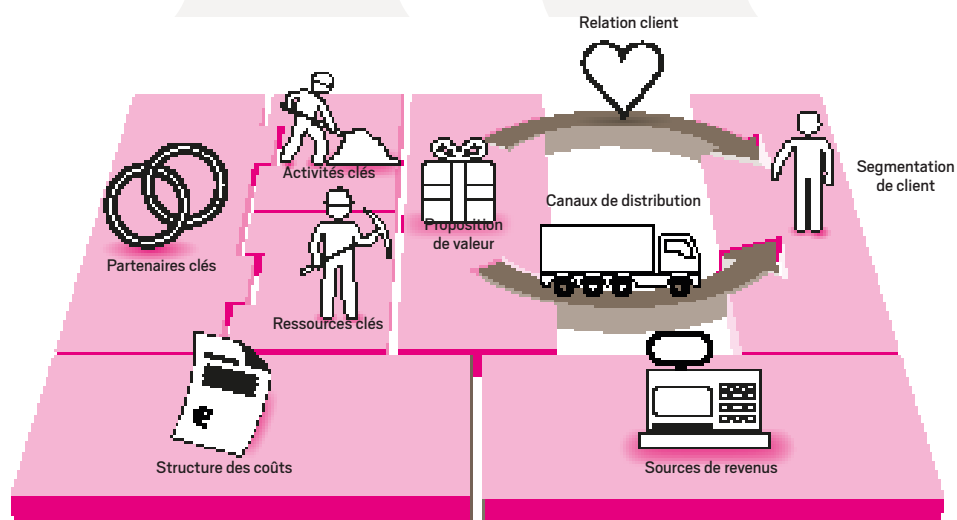 Relation client
Activités clés
Segmentation
de client
Canaux de distribution
Proposition
de valeur
Partenaires clés
Ressources clés
Structure des coûts
Sources de revenus